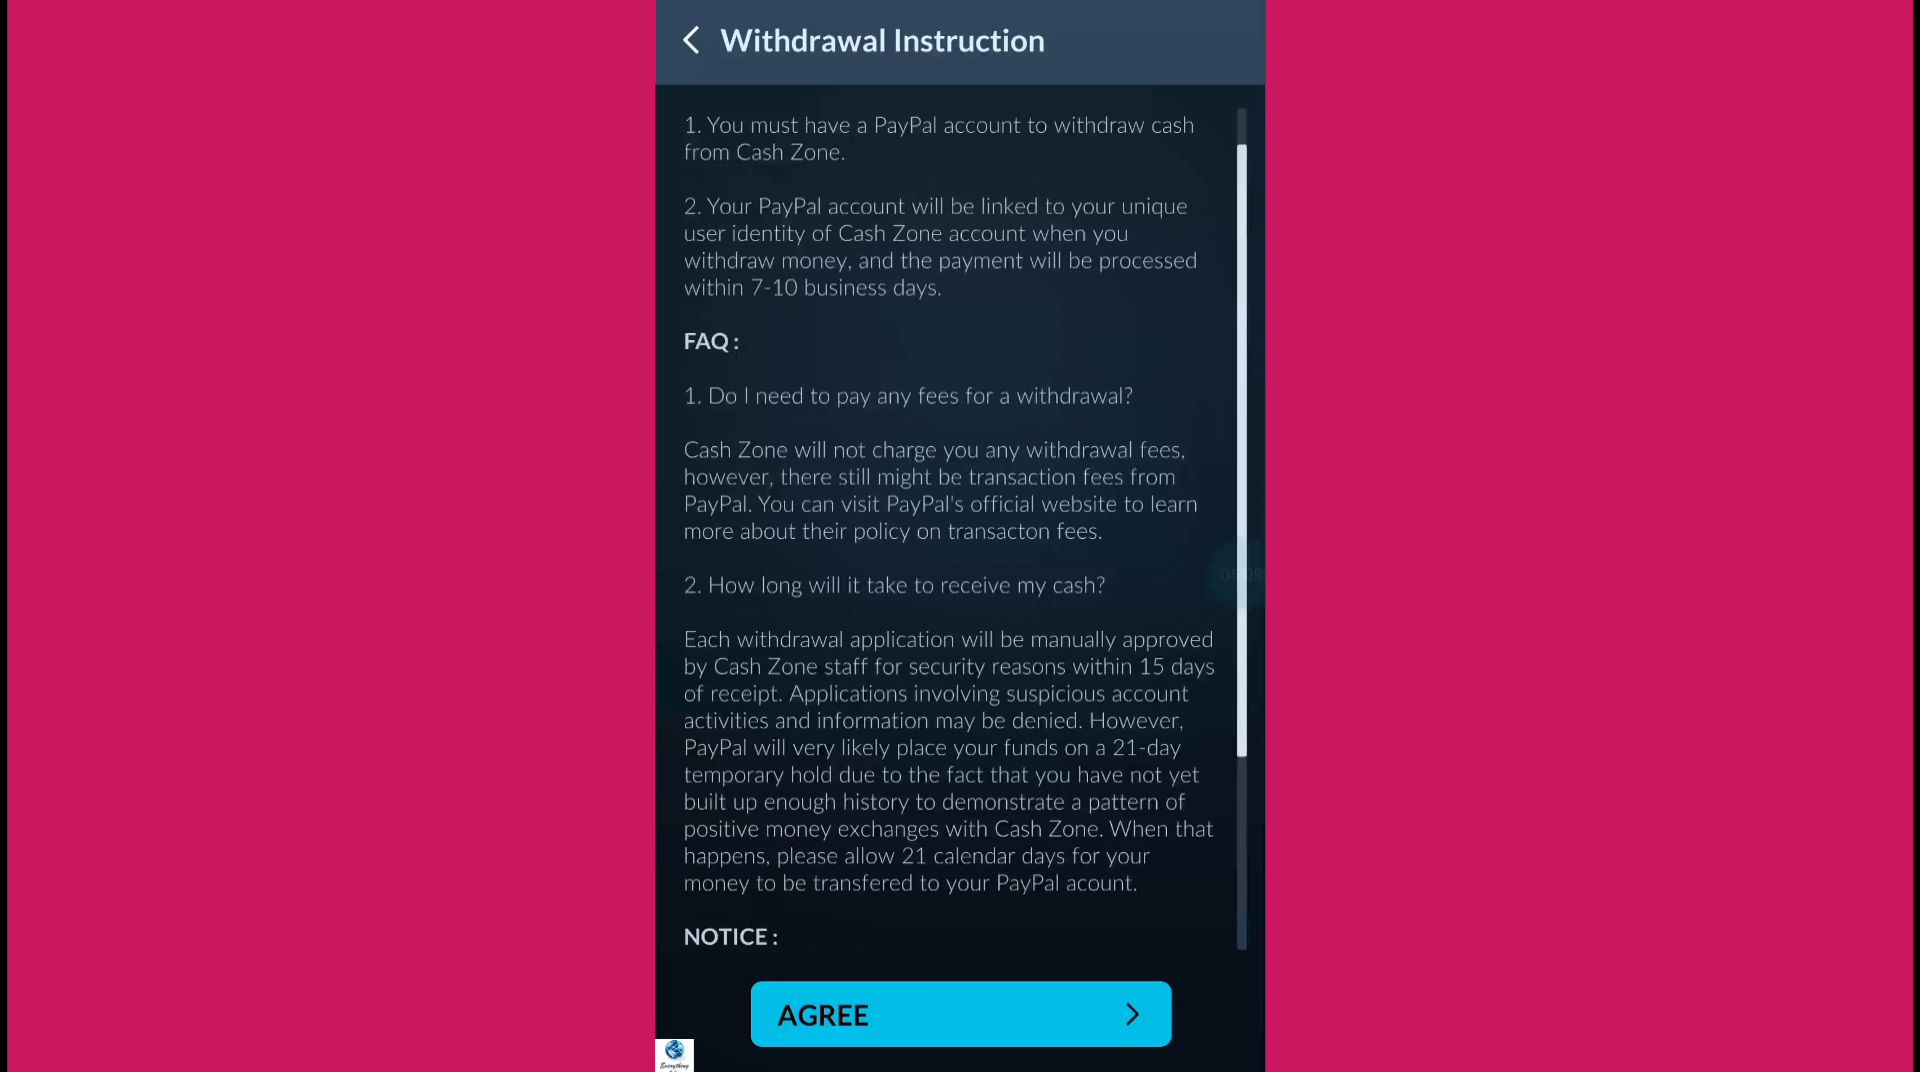 Withdrawal Instruction
1. You must have a PayPal account to withdraw cash
from Cash Zone.
2. Your PayPal account will be linked to your unique
user identity of Cash Zone account when you
withdraw money, and the payment will be processed
within 7-10 business days.
FAQ :
1. Do I need to pay any fees for a withdrawal?
Cash Zone will not charge you any withdrawal fees,
however, there still might be transaction fees from
PayPal. You can visit PayPal's official website to learn
more about their policy on transacton fees.
2. How long will it take to receive my cash?
Each withdrawal application will be manually approved
by Cash Zone staff for security reasons within 15 days
of receipt. Applications involving suspicious account
activities and information may be denied. However,
PayPal will very likely place your funds on a 21-day
temporary hold due to the fact that you have not yet
built up enough history to demonstrate a pattern of
positive money exchanges with Cash Zone. When that
happens, please allow 21 calendar days for your
money to be transfered to your PayPal acount.
NOTICE :
AGREE
Everything